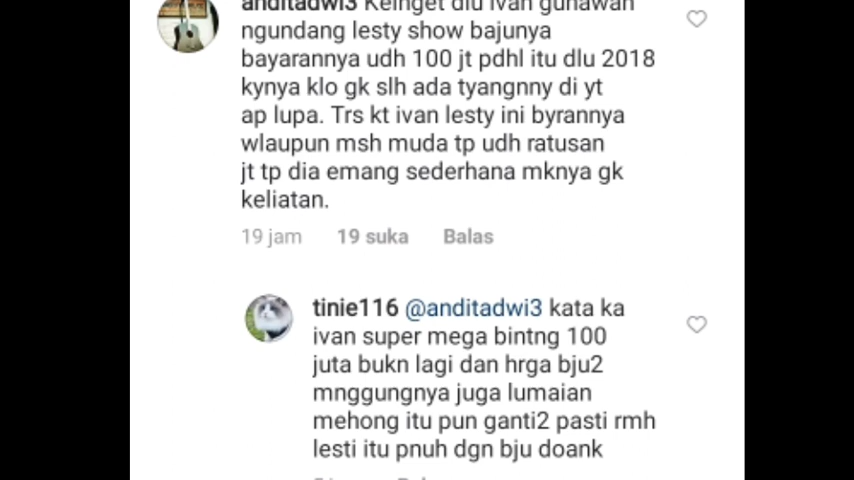 anditadwi3 Keinget dlu ivan gunawan
ngundang lesty show bajunya
bayarannya udh 100 jt pdhl itu dlu 2018
kynya klo gk slh ada tyangnny di yt
ap lupa. Trs kt ivan lesty ini byrannya
wlaupun msh muda tp udh ratusan
jt tp dia emang sederhana mknya gk
keliatan.
19 jam 19 suka Balas
tinie116 @anditadwi3 kata ka
ivan super mega bintng 100
juta bukn lagi dan hrga bju2
mnggungnya juga lumaian
mehong itu pun ganti2 pasti rmh
lesti itu pnuh dgn bju doank